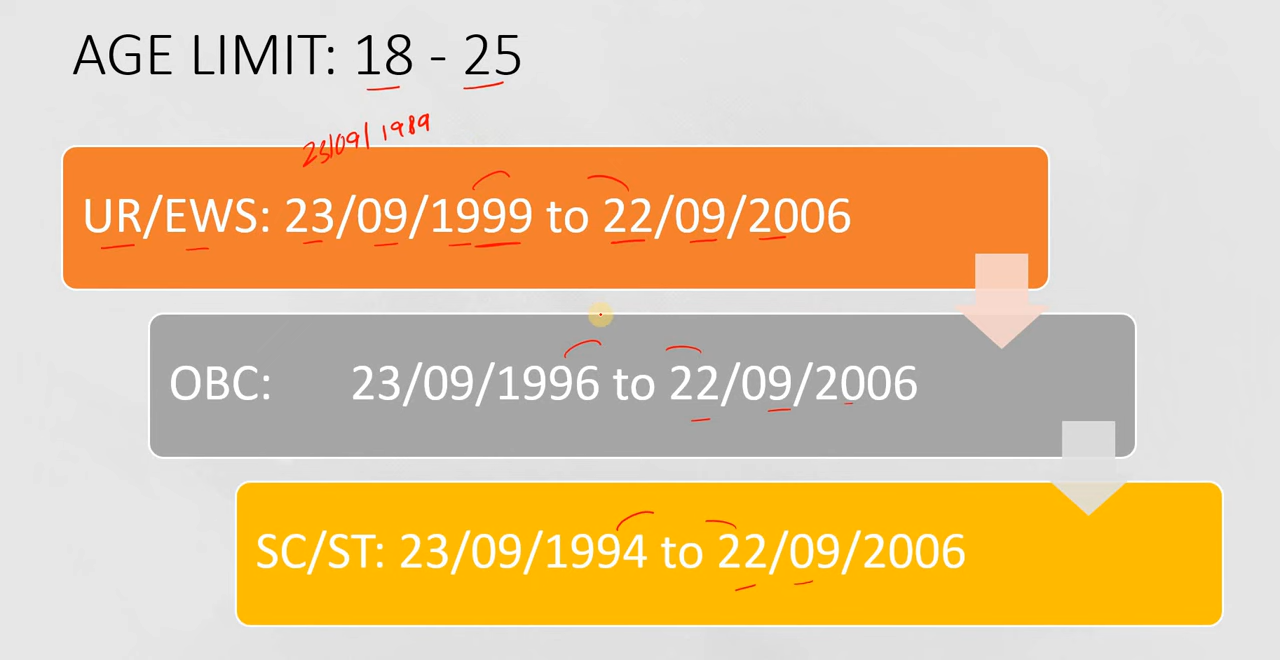 AGE LIMIT: 18 - 25
23/09/1989
UR/EWS: 23/09/1999 to 22/09/2006
OBC: 23/09/1996 to 22/09/2006
SC/ST: 23/09/1994 to 22/09/2006